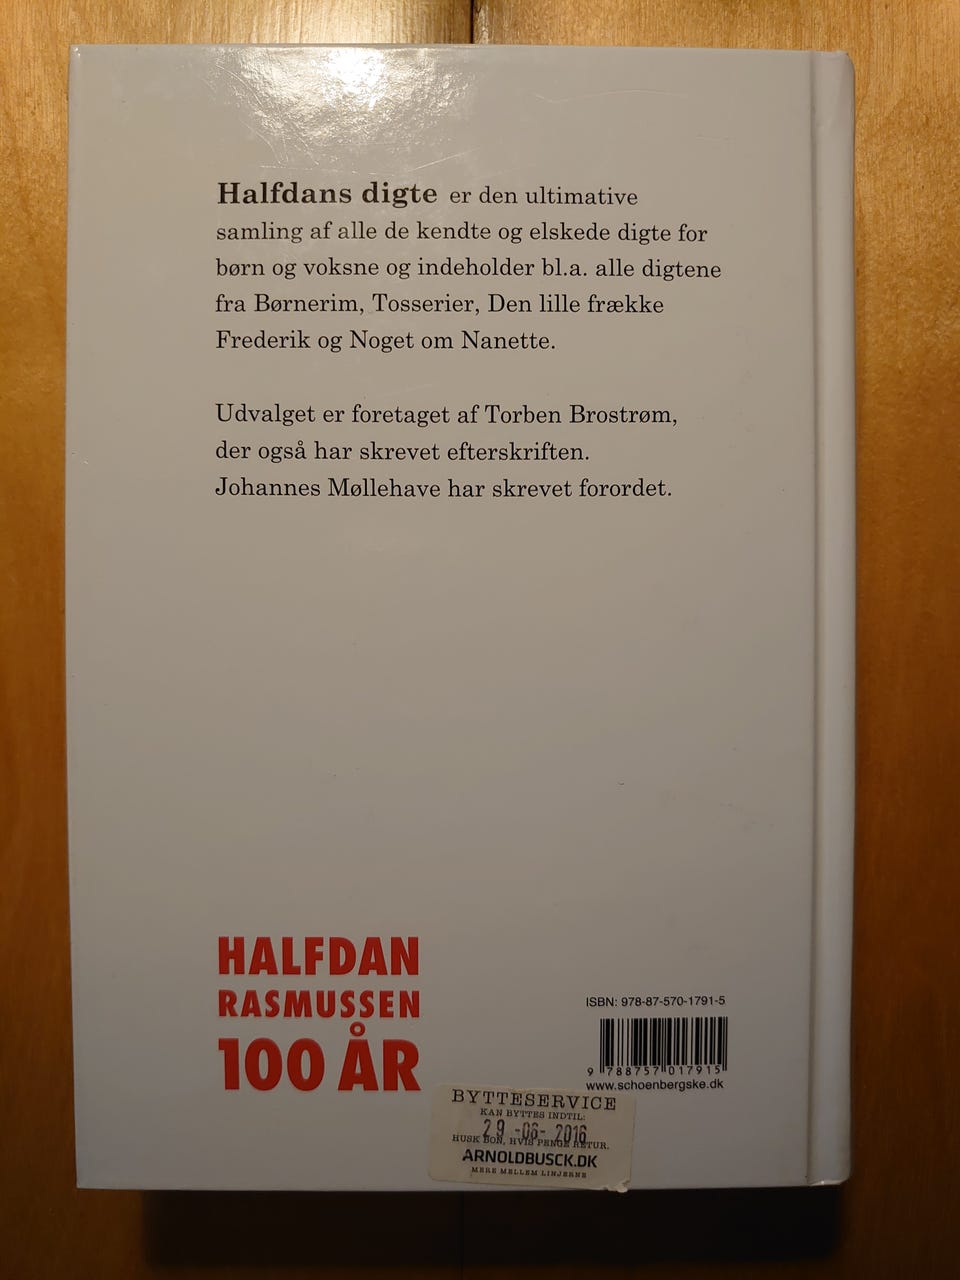 Halfdans digte er den ultimative
samling af alle de kendte og elskede digte for
børn og voksne og indeholder bl.a. alle digtene
fra Børnerim, Tosserier, Den lille frække
Frederik og Noget om Nanette.
Udvalget er foretaget af Torben Brostrøm,
der også har skrevet efterskriften.
Johannes Møllehave har skrevet forordet.
HALFDAN
RASMUSSEN
100 ÅR
ISBN: 978-87-570-1791-5
9 788757 017915
www.schoenbergske.dk
BYTTESERVICE
KAN BYTTES INDTIL:
29-06-2016
HUSK BON, HVIS PENGE RETUR.
ARNOLDBUSCK.DK
MERE MELLEM LINJERNE